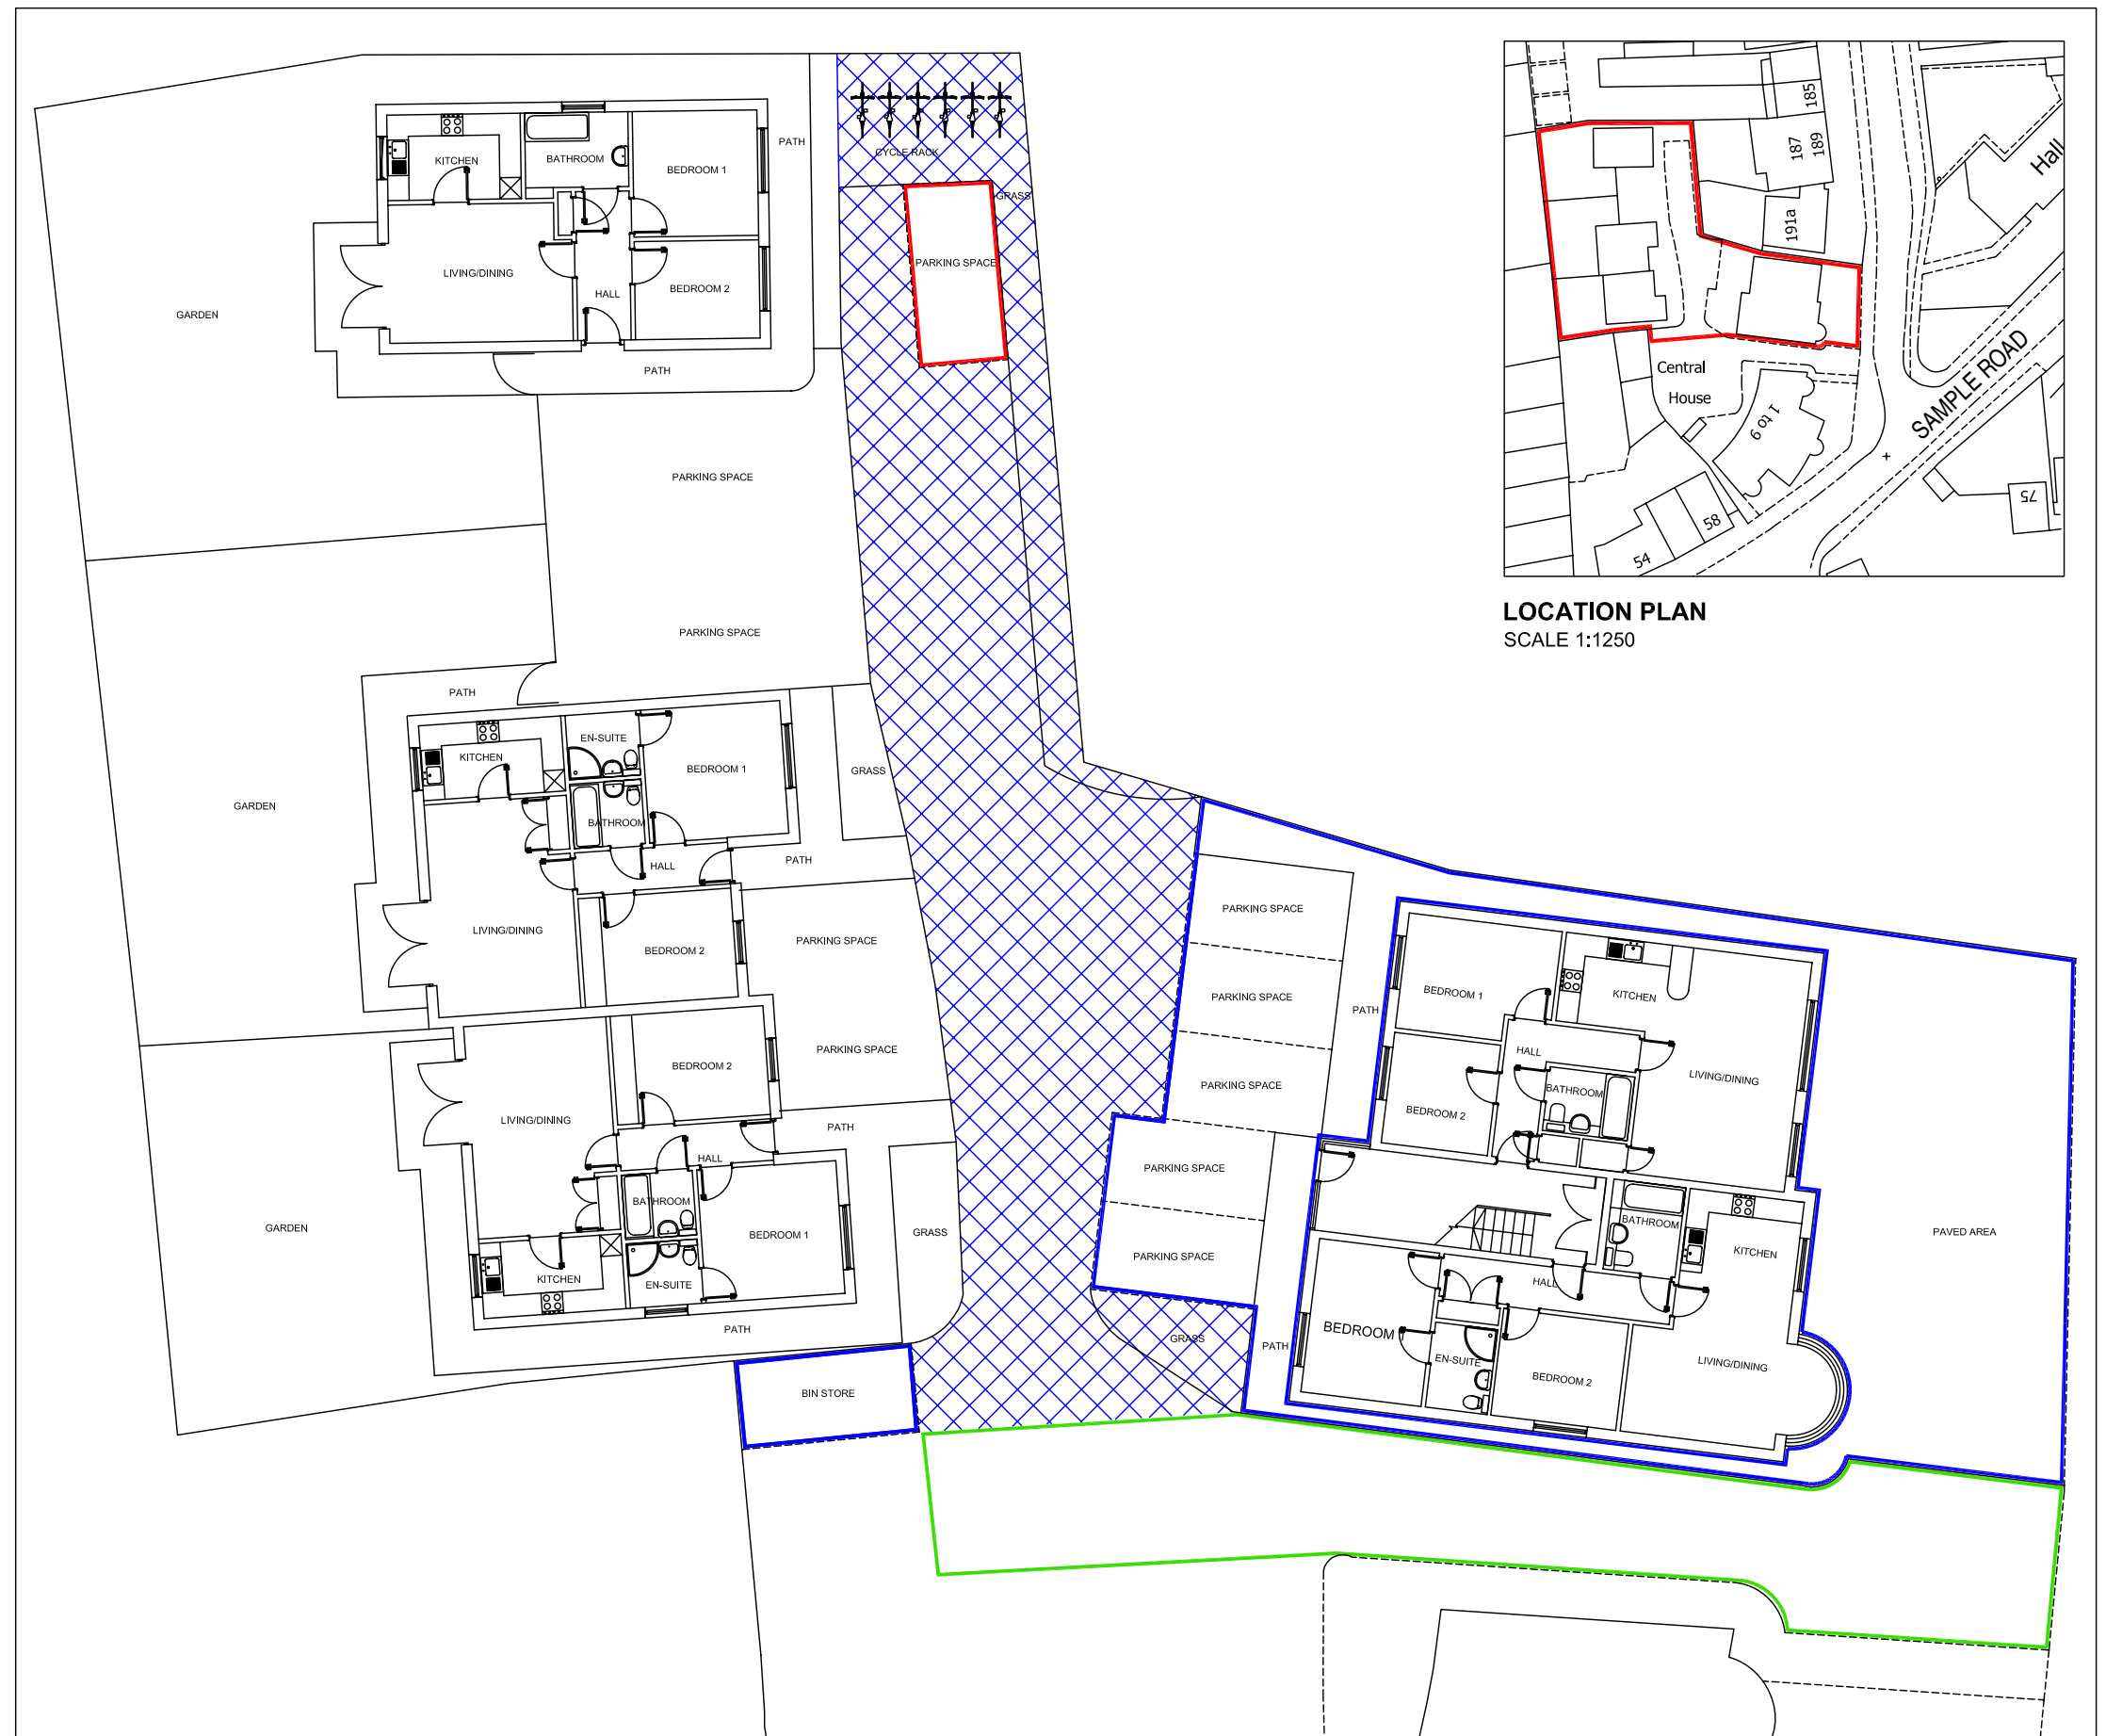 CYCLE RACK
PATH
KITCHEN
BATHROOM
BEDROOM 1
GRASS
PARKING SPACE
LIVING/DINING
BEDROOM 2
HALL
GARDEN
PATH
PARKING SPACE
PARKING SPACE
PATH
EN-SUITE
KITCHEN
BEDROOM 1
GRASS
GARDEN
BATHROOM
HALL
PATH
LIVING/DINING
BEDROOM 2
PARKING SPACE
PARKING SPACE
BEDROOM 2
LIVING/DINING
PATH
HALL
BATHROOM
GARDEN
BEDROOM 1
GRASS
KITCHEN
EN-SUITE
PATH
BIN STORE
PARKING SPACE
PARKING SPACE
PARKING SPACE
PARKING SPACE
PARKING SPACE
GRASS
PATH
PATH
BEDROOM 1
KITCHEN
HALL
LIVING/DINING
BATHROOM
BEDROOM 2
BATHROOM
KITCHEN
HALL
BEDROOM
EN-SUITE
BEDROOM 2
LIVING/DINING
PAVED AREA
185
187
189
191a
Hall
Central
House
1 to 9
SAMPLE ROAD
54
58
75
LOCATION PLAN
SCALE 1:1250